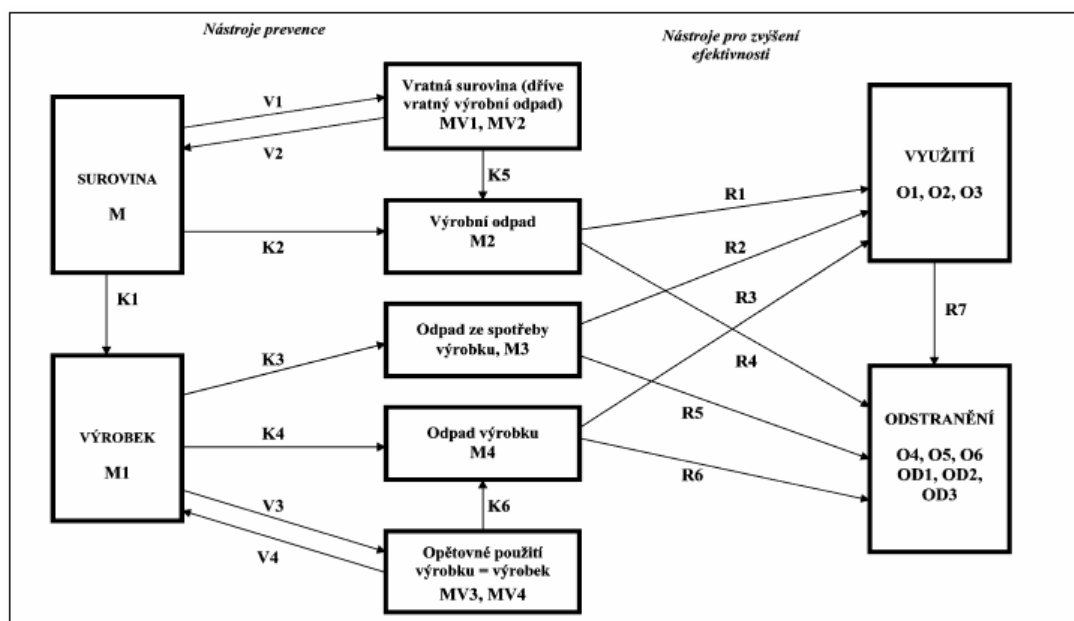 Nástroje prevence
Nástroje pro zvýšení
efektivnosti
SUROVINA
M
V1
V2
Vratná surovina (dříve
vratný výrobní odpad)
MV1, MV2
K5
K2
Výrobní odpad
M2
K1
VÝROBEK
M1
K3
Odpad ze spotřeby
výrobku, M3
K4
Odpad výrobku
M4
K6
V3
V4
Opětovné použití
výrobku = výrobek
MV3, MV4
R1
R2
R3
R4
R5
R6
VYUŽITÍ
O1, O2, O3
R7
ODSTRANĚNÍ
O4, O5, O6
OD1, OD2,
OD3